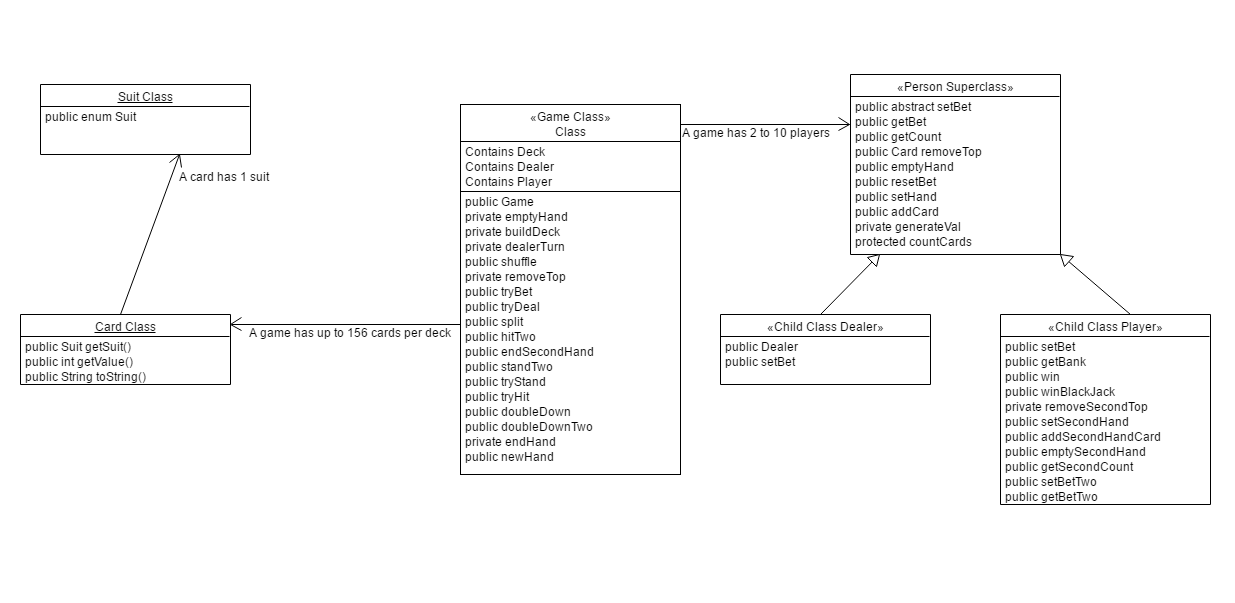 Suit Class
public enum Suit
A card has 1 suit
Card Class
public Suit getSuit()
public int getValue()
public String toString()
A game has up to 156 cards per deck
«Game Class»
Class
Contains Deck
Contains Dealer
Contains Player
public Game
private emptyHand
private buildDeck
private dealerTurn
public shuffle
private removeTop
public tryBet
public tryDeal
public split
public hitTwo
public endSecondHand
public standTwo
public tryStand
public tryHit
public doubleDown
public doubleDownTwo
private endHand
public newHand
A game has 2 to 10 players
«Person Superclass»
public abstract setBet
public getBet
public getCount
public Card removeTop
public emptyHand
public resetBet
public setHand
public addCard
private generateVal
protected countCards
«Child Class Dealer»
public Dealer
public setBet
«Child Class Player»
public setBet
public getBank
public win
public winBlackJack
private removeSecondTop
public setSecondHand
public addSecondHandCard
public emptySecondHand
public getSecondCount
public setBetTwo
public getBetTwo